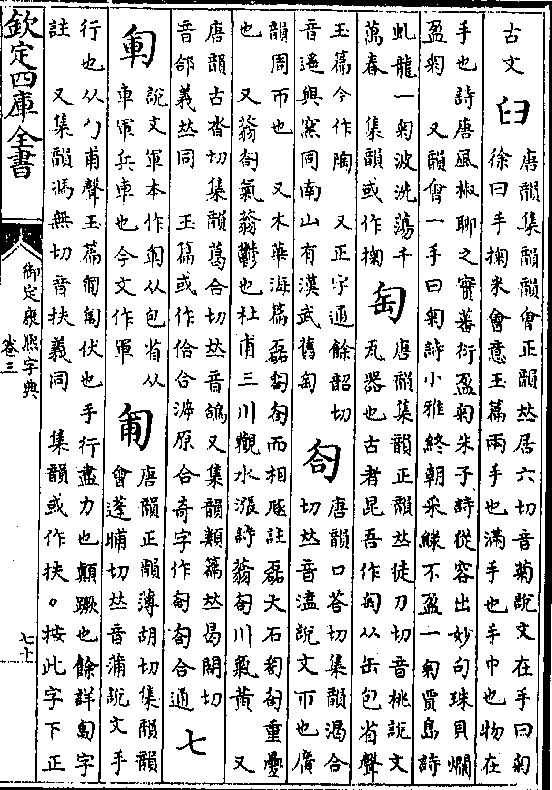 古文𦥑唐韻集韻韻會正韻𠀤居六切音菊說文在手曰匊
徐曰手掬米會意玉篇兩手也滿手也手中也物在
手也詩唐風椒聊之實蕃衍盈匊朱子詩從容出妙句珠貝爛
盈匊 又韻會一手曰匊詩小雅終朝采綠不盈一匊賈島詩
虬龍一匊波洗蕩千
萬春 集韻或作掬
匋唐韻集韻正韻𠀤徒刀切音桃說文
瓦器也古者昆吾作匋从缶包省聲
玉篇今作陶 又正字通餘韶切
音遙與窯同南山有漢武舊匋
匌唐韻口荅切集韻渴合
切𠀤音溘說文帀也廣
韻周帀也 又木華海篇磊匒匌而相豗註磊大石匒匌重疊
也 又蓊匌氣蓊鬱也杜甫三川觀水漲詩蓊匌川氣黃 又
唐韻古沓切集韻葛合切𠀤音鴿又集韻類篇𠀤曷閤切
音郃義𠀤同 玉篇或作佮合 原合奇字作匒匌合通
七
說文軍本作 从包省从
車軍兵車也今文作軍
匍唐韻正韻薄胡切集韻韻
會蓬晡切𠀤音蒲說文手
行也从勹甫聲玉篇匍匐伏也手行盡力也顛蹶也餘詳匐字
註 又集韻馮無切音扶義同 集韻或作扶。按此字下正
欽定四庫全書
御定康熙字典
卷三
七十